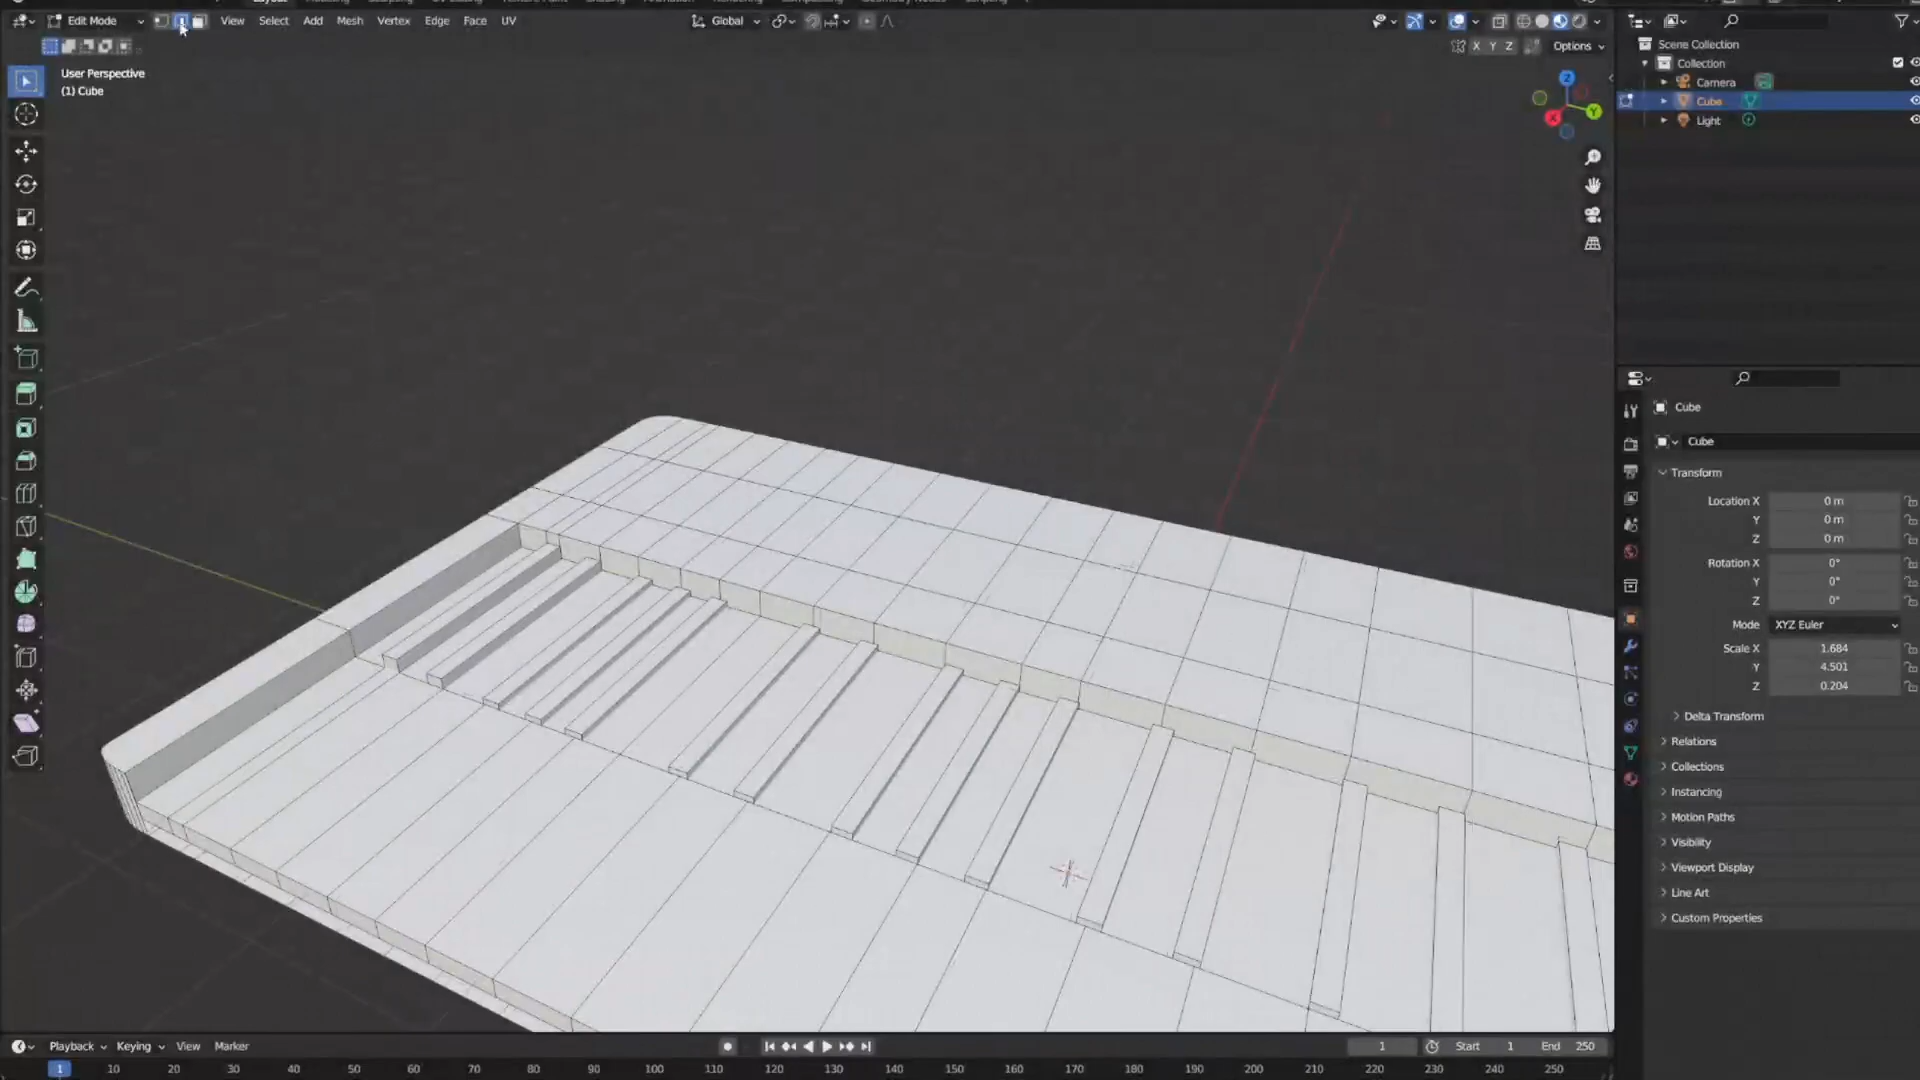 Edit Mode View Select Add Mesh Vertex Edge Face UV Global
X Y Z Options
User Perspective
(1) Cube
Z
Y
X
Scene Collection
Collection
Camera
Cube
Light
Cube
Cube
Transform
Location X 0 m
Y 0 m
Z 0 m
Rotation X 0°
Y 0°
Z 0°
Mode XYZ Euler
Scale X 1.684
Y 4.501
Z 0.204
Delta Transform
Relations
Collections
Instancing
Motion Paths
Visibility
Viewport Display
Line Art
Custom Properties
Playback Keying View Marker 1 Start 1 End 250
1 10 20 30 40 50 60 70 80 90 100 110 120 130 140 150 160 170 180 190 200 210 220 230 240 250